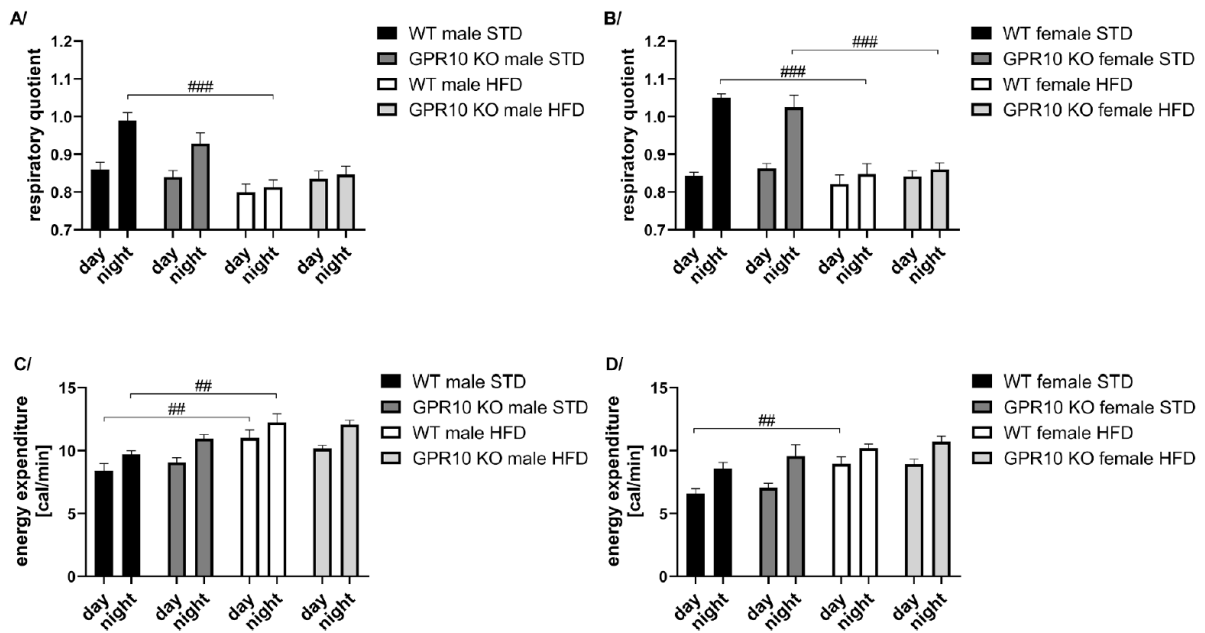 A/
WT male STD
GPR10 KO male STD
WT male HFD
GPR10 KO male HFD
respiratory quotient
1.2
1.1
1.0
0.9
0.8
0.7
###
day
night
day
night
day
night
day
night
B/
WT female STD
GPR10 KO female STD
WT female HFD
GPR10 KO female HFD
respiratory quotient
1.2
1.1
1.0
0.9
0.8
0.7
###
###
day
night
day
night
day
night
day
night
C/
WT male STD
GPR10 KO male STD
WT male HFD
GPR10 KO male HFD
energy expenditure
[cal/min]
15
10
5
0
##
##
day
night
day
night
day
night
day
night
D/
WT female STD
GPR10 KO female STD
WT female HFD
GPR10 KO female HFD
energy expenditure
[cal/min]
15
10
5
0
##
day
night
day
night
day
night
day
night